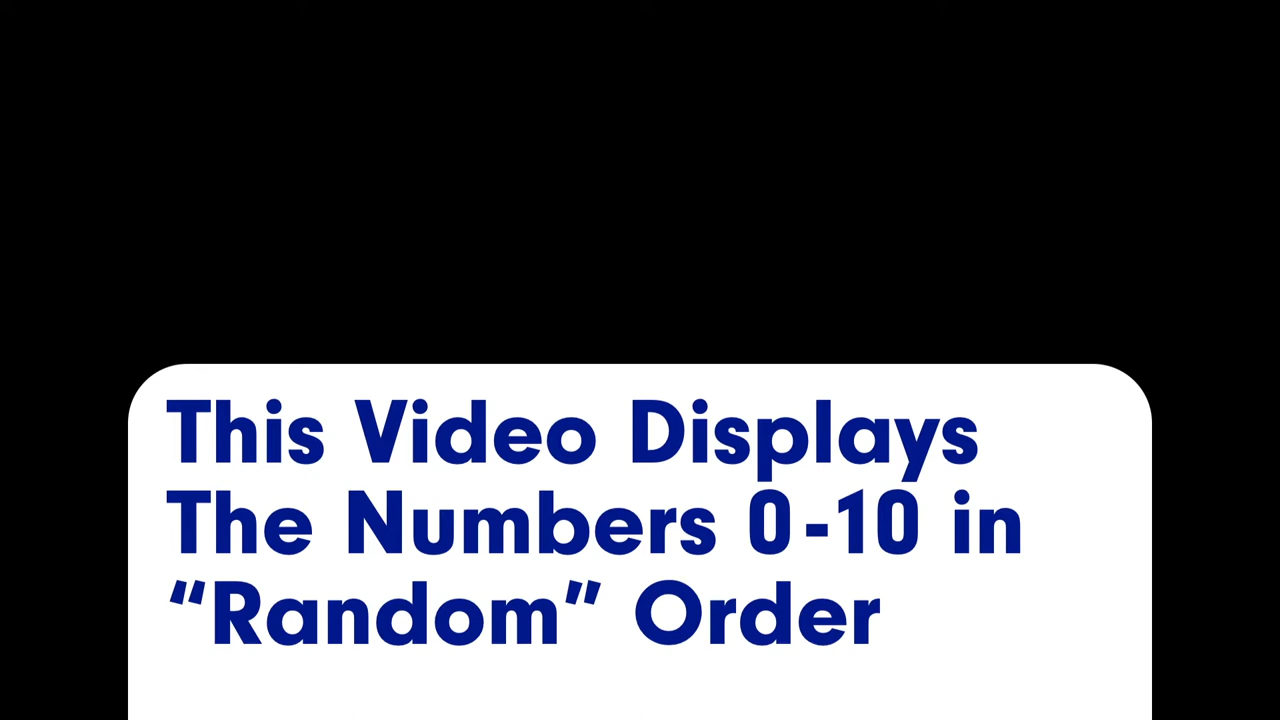 This Video Displays
The Numbers 0-10 in
“Random” Order